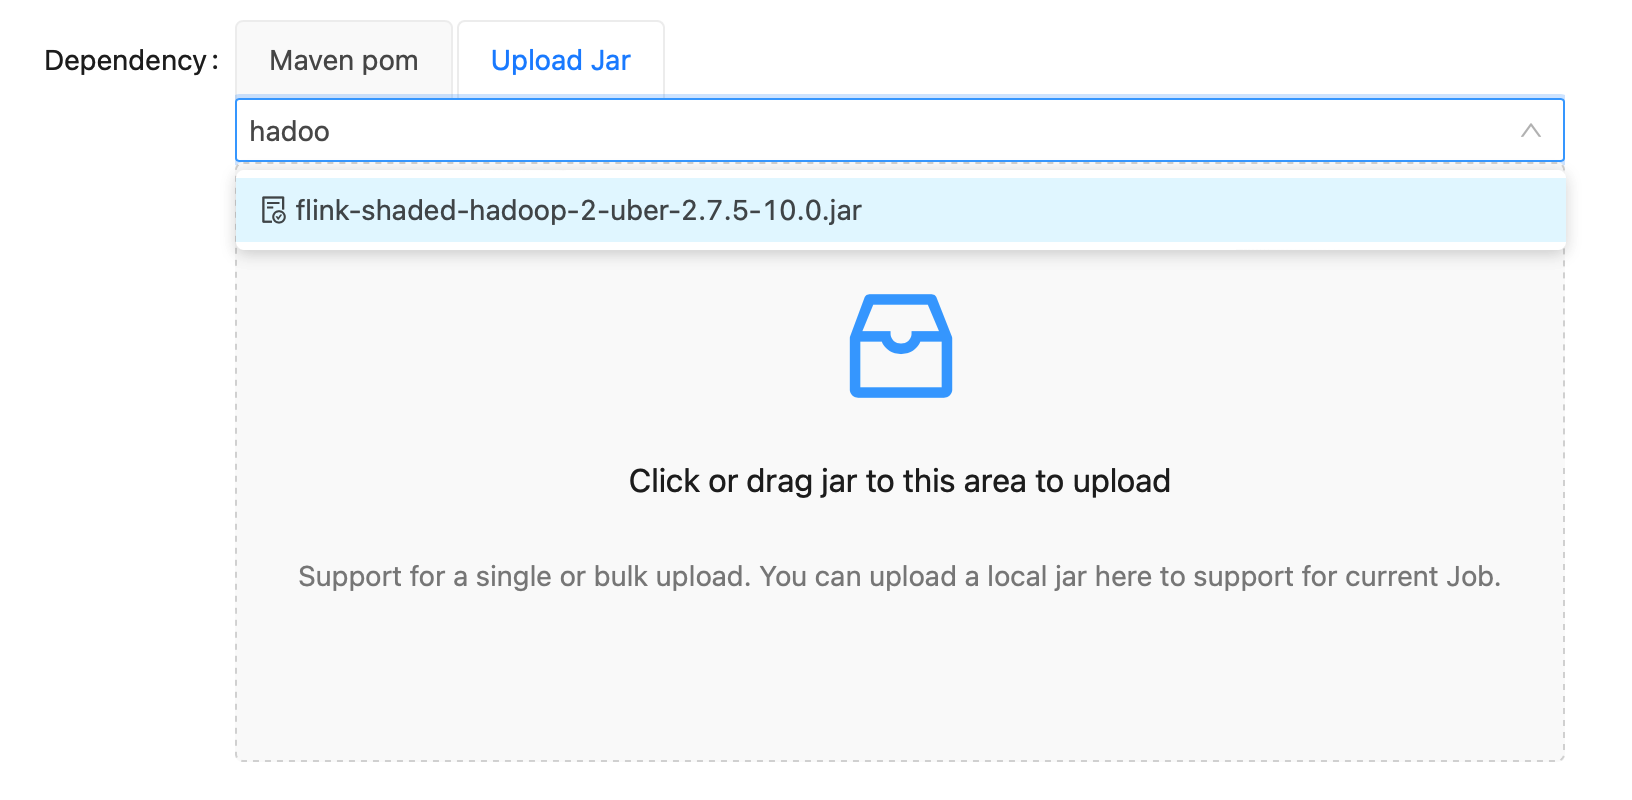 Dependency: Maven pom Upload Jar
hadoo
flink-shaded-hadoop-2-uber-2.7.5-10.0.jar
Click or drag jar to this area to upload
Support for a single or bulk upload. You can upload a local jar here to support for current Job.